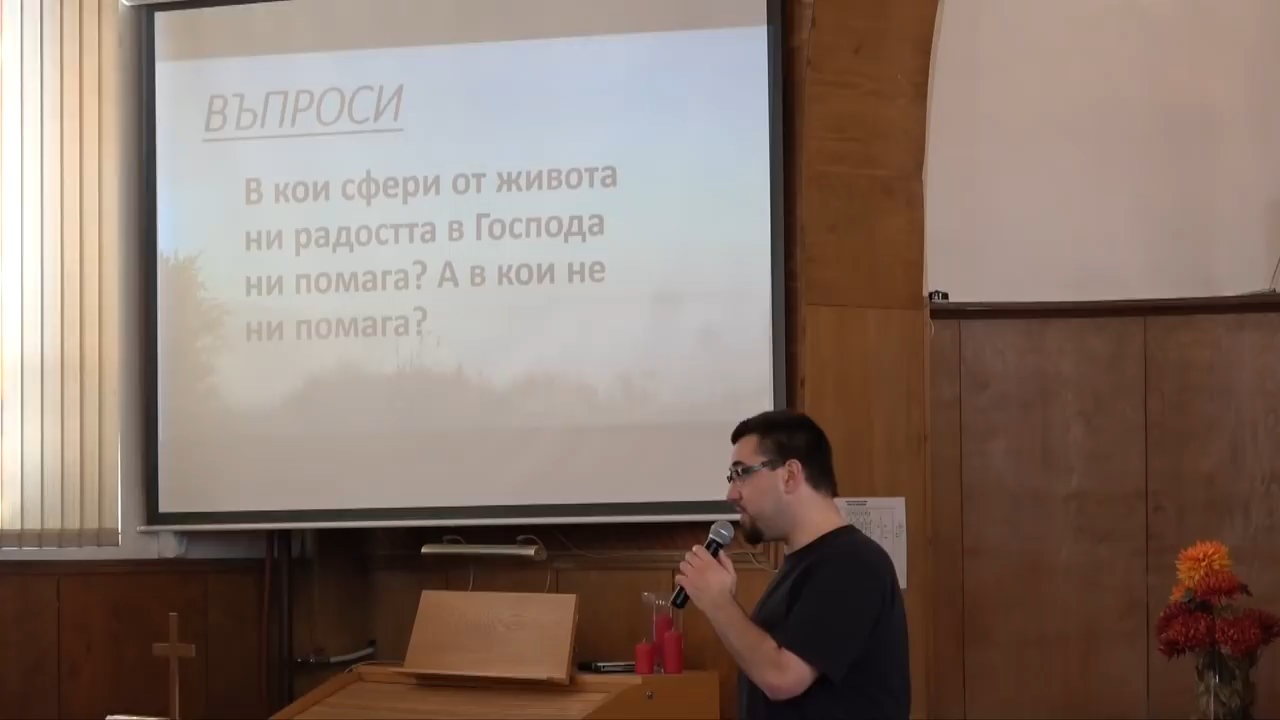 ВЪПРОСИ
В кои сфери от живота
ни радостта в Господа
ни помага? А в кои не
ни помага?